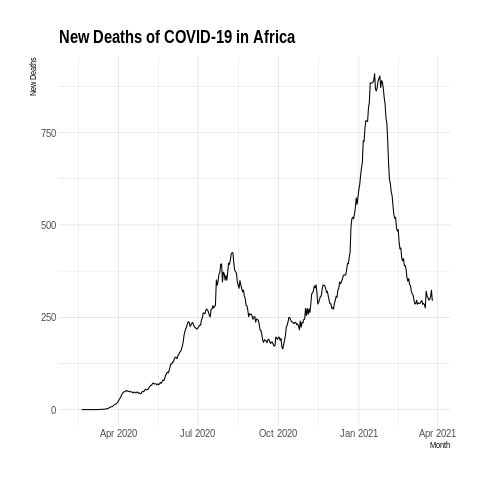 New Deaths of COVID-19 in Africa
New Deaths
750
500
250
0
Apr 2020 Jul 2020 Oct 2020 Jan 2021 Apr 2021
Month